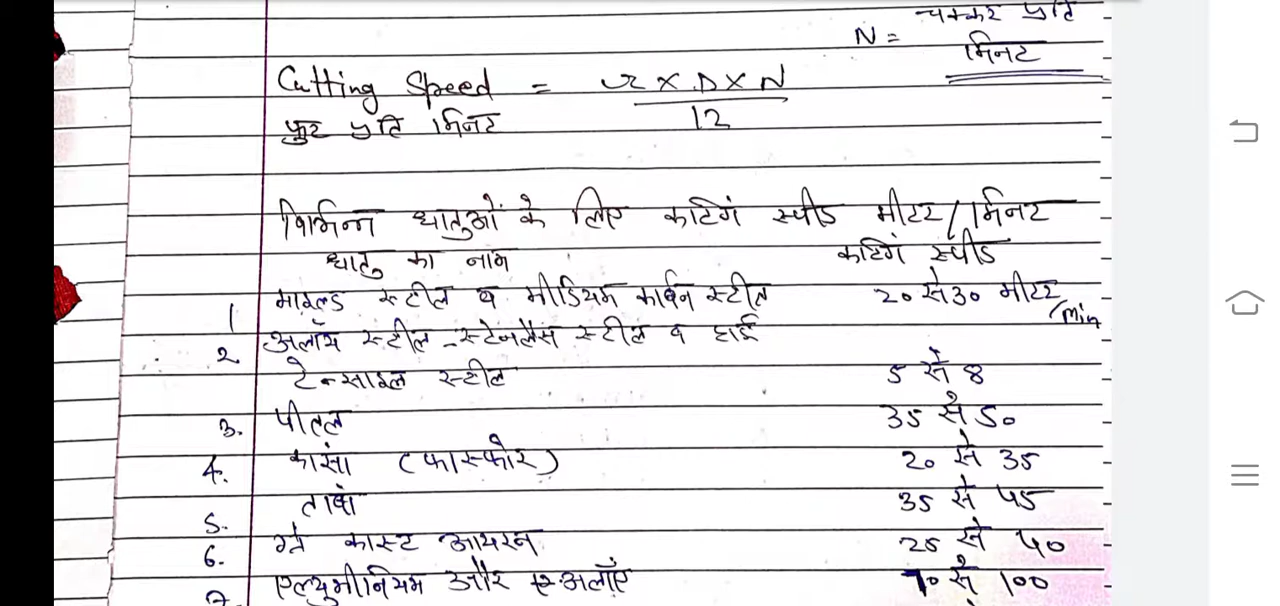 चक्कर प्रति
N = मिनट
Cutting Speed = π × D × N
फुट प्रति मिनट 12
विभिन्न धातुओं के लिए कटिगं स्पीड मीटर/मिनट
धातु का नाम कटिगं स्पीड
1 माइल्ड स्टील व मीडियम कार्बन स्टील 20 से 30 मीटर/min
2. अलॉय स्टील - स्टेनलैस स्टील व हाई
टेन्साइल स्टील 5 से 8
3. पीतल 35 से 50
4. कासां (फास्फोर) 20 से 35
5. ताबां 35 से 45
6. ग्रे कास्ट आयरन 25 से 40
7. एल्युमीनियम और अलॉए 70 से 100